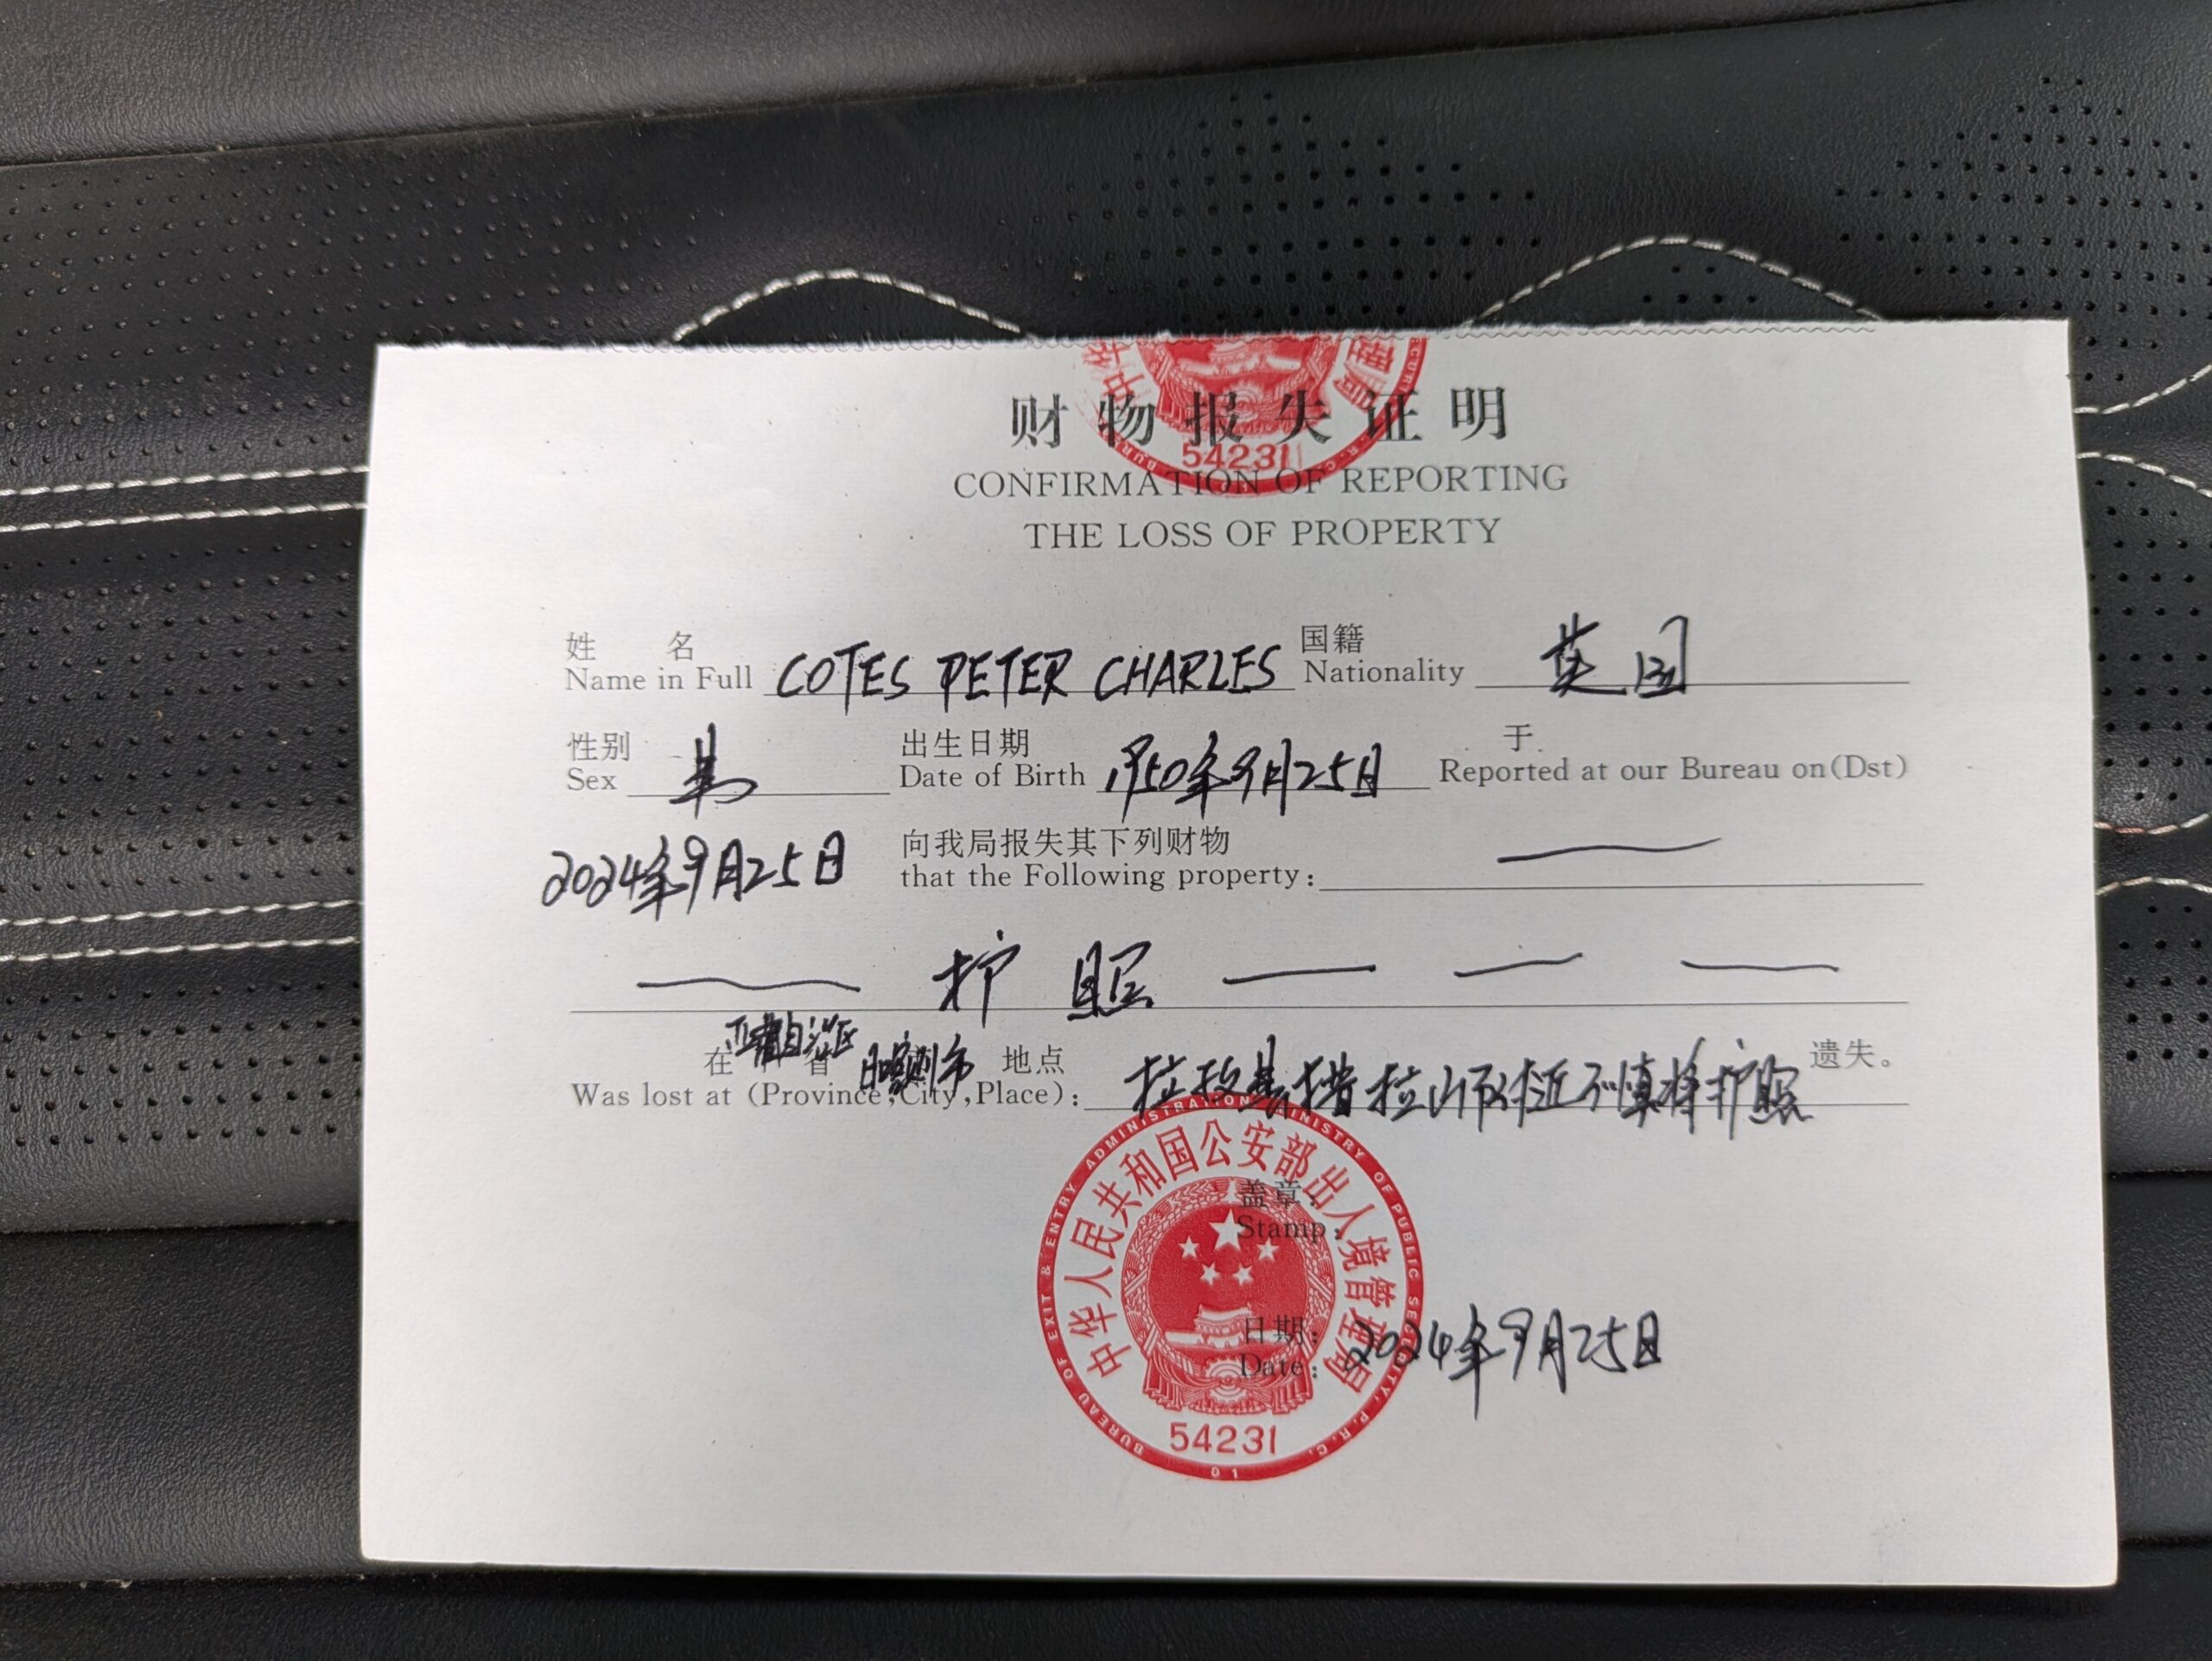 财物报失证明
CONFIRMATION OF REPORTING
THE LOSS OF PROPERTY
54231
姓 名 国籍
Name in Full COTES PETER CHARLES Nationality 英国
性别 出生日期 于
Sex 男 Date of Birth 1950年9月25日 Reported at our Bureau on(Dst)
2024年9月25日 向我局报失其下列财物
that the Following property:
护照
在 西藏自治区 省 日喀则市 地点 遗失。
Was lost at (Province,City,Place): 拉孜 措拉山 附近不慎将护照
盖章:
Stamp:
日期: 2024年9月25日
Date:
中华人民共和国公安部出入境管理局
BUREAU OF EXIT & ENTRY ADMINISTRATION MINISTRY OF PUBLIC SECURITY, P.R.C.
54231
01